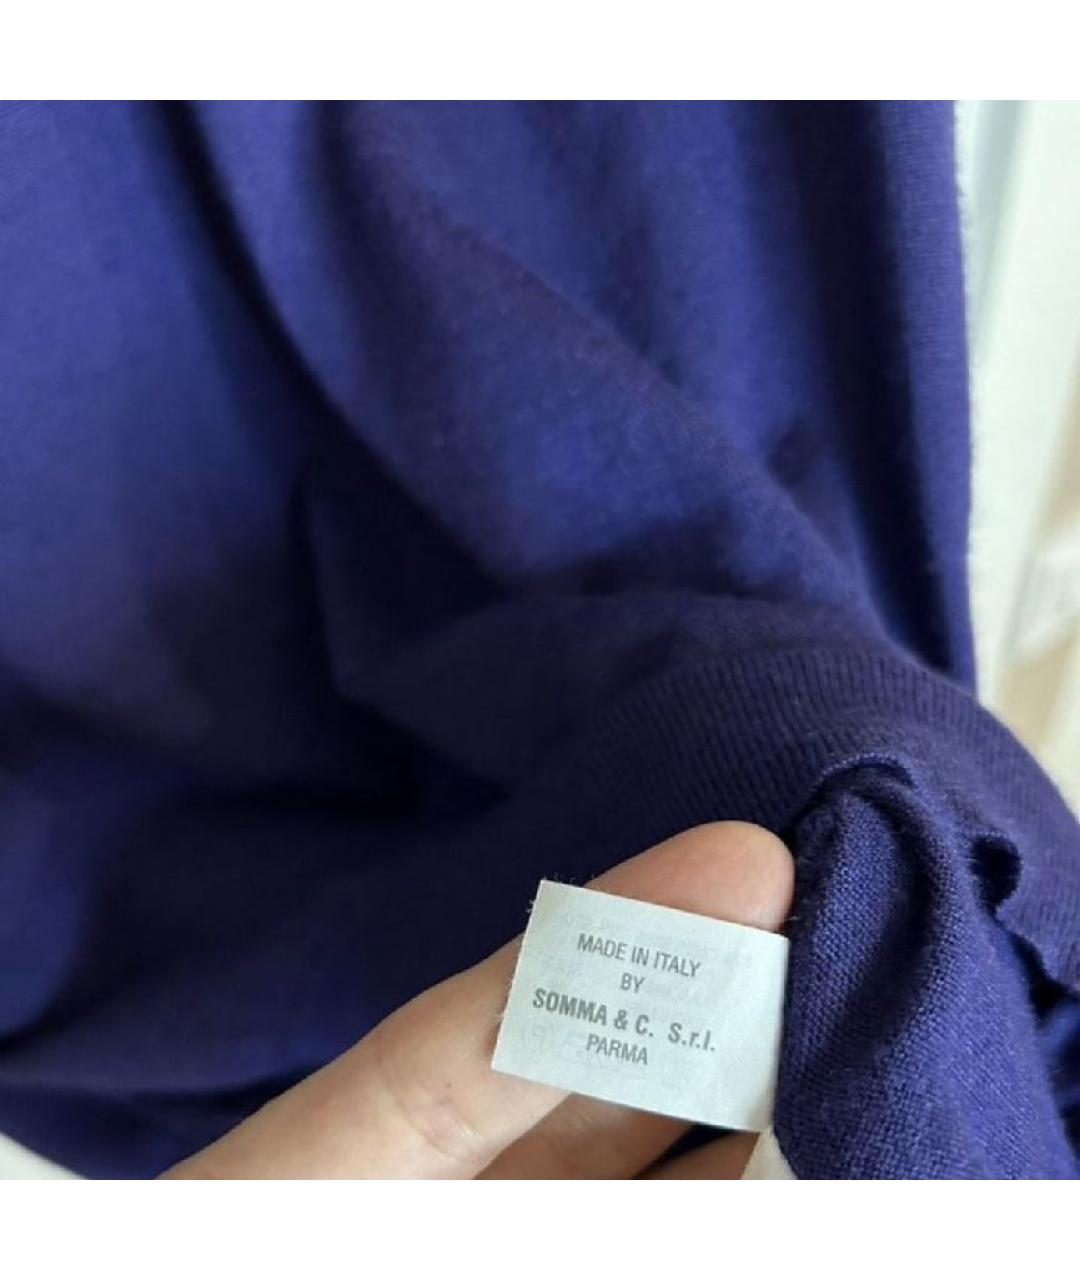 MADE IN ITALY
BY
SOMMA & C. S.r.l.
PARMA